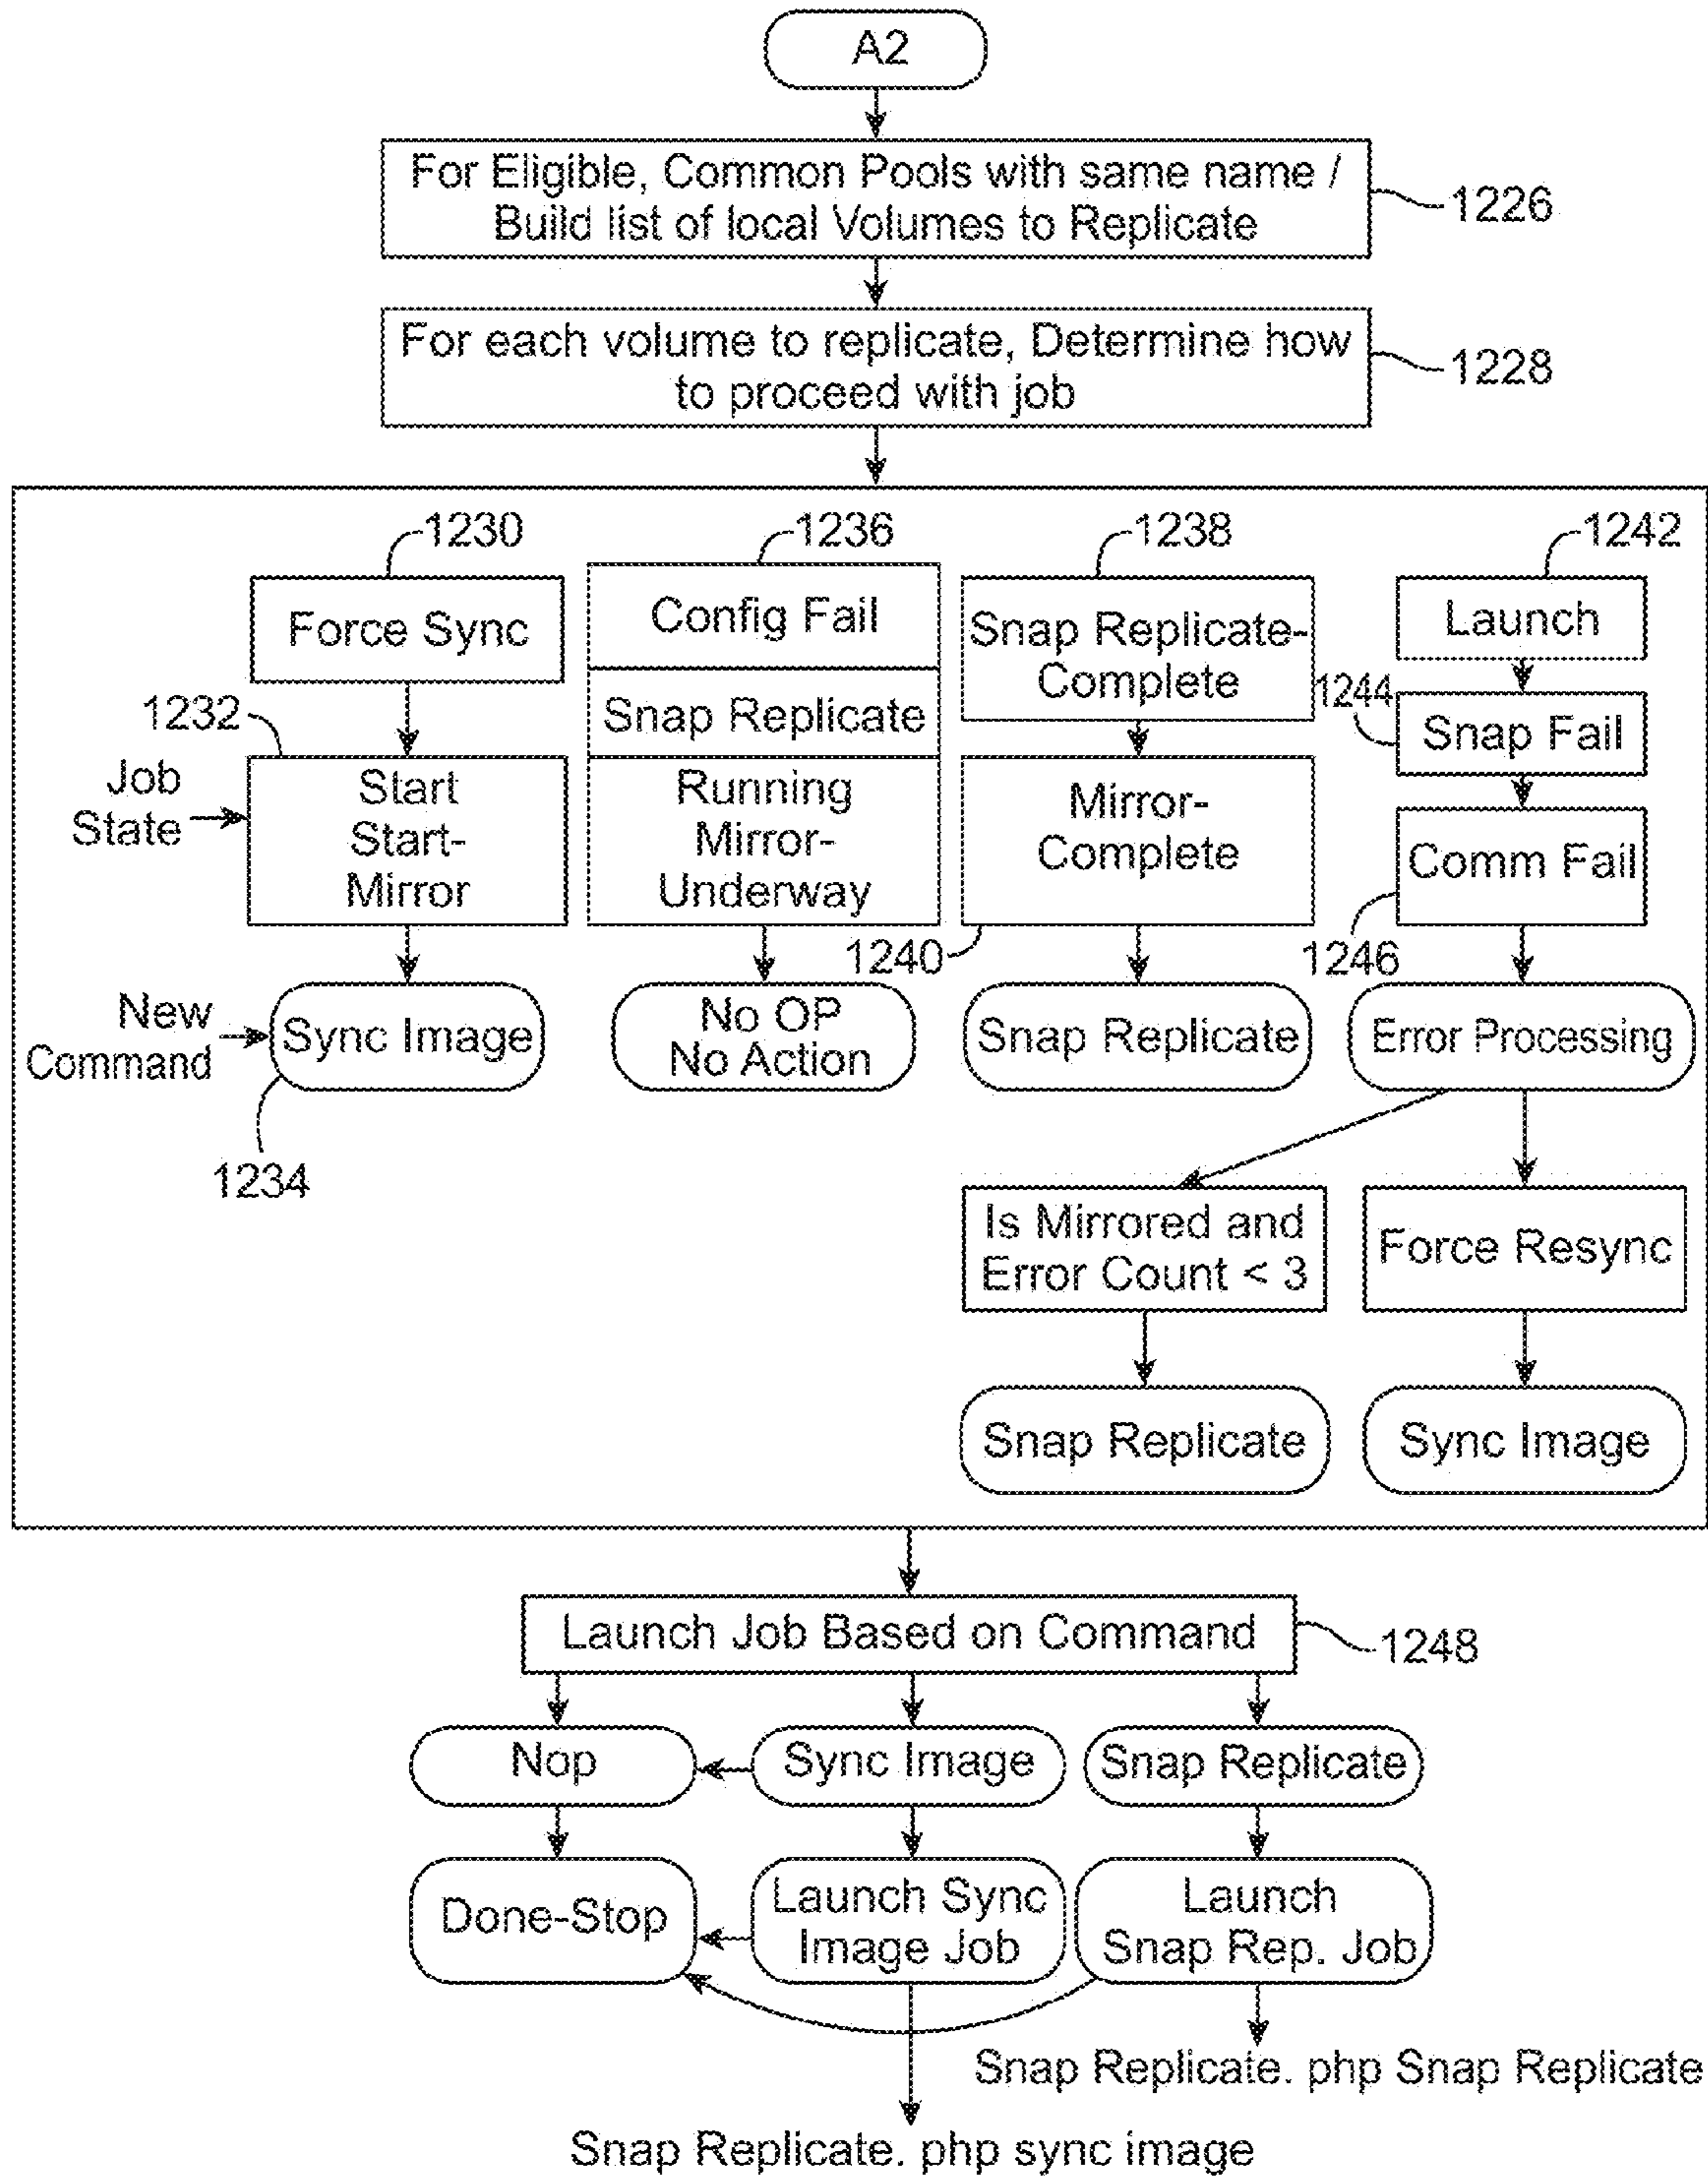 A2
For Eligible, Common Pools with same name /
Build list of local Volumes to Replicate
1226
For each volume to replicate, Determine how
to proceed with job
1228
1230
1236
1238
1242
Force Sync
Config Fail
Snap Replicate-
Complete
Launch
1232
Snap Replicate
1244
Snap Fail
Job
State
Start
Start-
Mirror
Running
Mirror-
Underway
Mirror-
Complete
Comm Fail
1240
1246
New
Command
Sync Image
No OP
No Action
Snap Replicate
Error Processing
1234
Is Mirrored and
Error Count < 3
Force Resync
Snap Replicate
Sync Image
Launch Job Based on Command
1248
Nop
Sync Image
Snap Replicate
Done-Stop
Launch Sync
Image Job
Launch
Snap Rep. Job
Snap Replicate. php Snap Replicate
Snap Replicate. php sync image